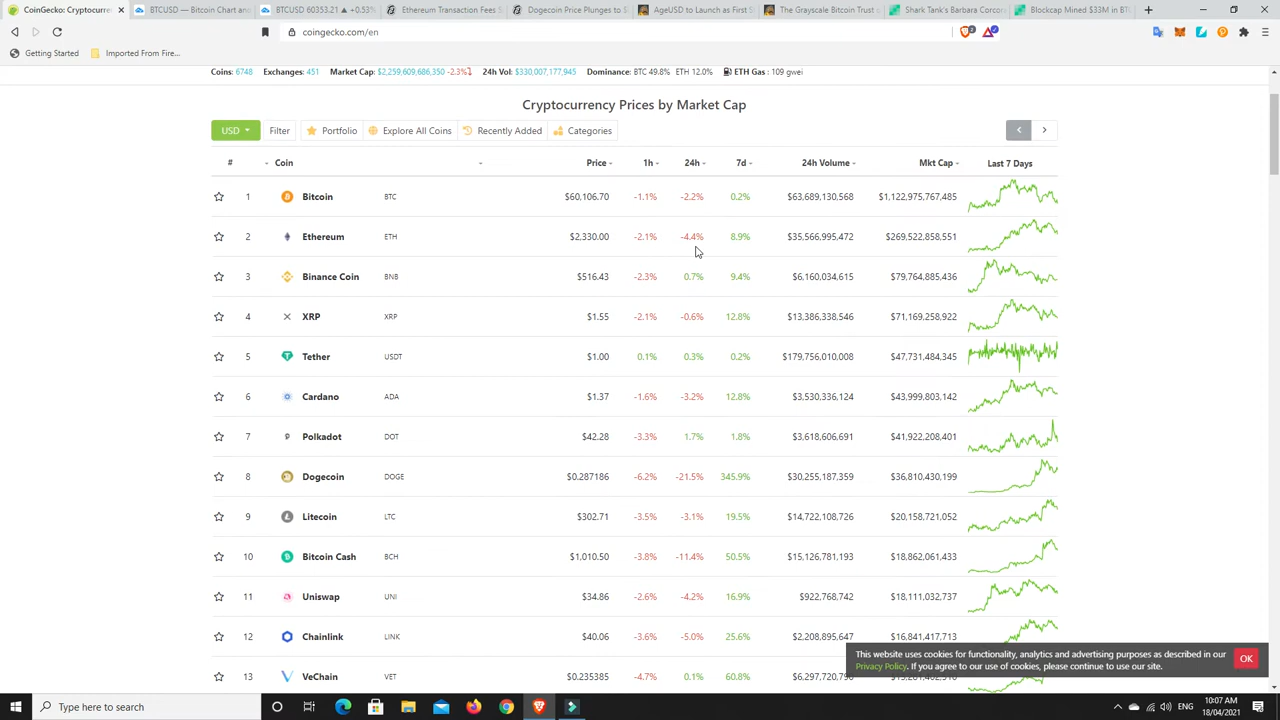 CoinGecko: Cryptocurrency
BTCUSD — Bitcoin Chart and
BTCUSD 60353.21 ▲ +0.53%
Ethereum Transaction Fees S
Dogecoin Price Plunges to S
AgeUSD to Launch as First S
The Grayscale Bitcoin Trust
Shark Tank's Barbara Corcor
Blockcap Mined $33M in BT
coingecko.com/en
Getting Started
Imported From Fire...
Coins: 6748 Exchanges: 451 Market Cap: $2,259,609,686,350 -2.3% 24h Vol: $330,007,177,945 Dominance: BTC 49.8% ETH 12.0% ETH Gas : 109 gwei
Cryptocurrency Prices by Market Cap
USD Filter Portfolio Explore All Coins Recently Added Categories
# Coin Price 1h 24h 7d 24h Volume Mkt Cap Last 7 Days
1 Bitcoin BTC $60,106.70 -1.1% -2.2% 0.2% $63,689,130,568 $1,122,975,767,485
2 Ethereum ETH $2,330.00 -2.1% -4.4% 8.9% $35,566,995,472 $269,522,858,551
3 Binance Coin BNB $516.43 -2.3% 0.7% 9.4% $6,160,034,615 $79,764,885,436
4 XRP XRP $1.55 -2.1% -0.6% 12.8% $13,386,338,546 $71,169,258,922
5 Tether USDT $1.00 0.1% 0.3% 0.2% $179,756,010,008 $47,731,484,345
6 Cardano ADA $1.37 -1.6% -3.2% 12.8% $3,530,336,124 $43,999,803,142
7 Polkadot DOT $42.28 -3.3% 1.7% 1.8% $3,618,606,691 $41,922,208,401
8 Dogecoin DOGE $0.287186 -6.2% -21.5% 345.9% $30,255,187,359 $36,810,430,199
9 Litecoin LTC $302.71 -3.5% -3.1% 19.5% $14,722,108,726 $20,158,721,052
10 Bitcoin Cash BCH $1,010.50 -3.8% -11.4% 50.5% $15,126,781,193 $18,862,061,433
11 Uniswap UNI $34.86 -2.6% -4.2% 16.9% $922,768,742 $18,111,032,737
12 Chainlink LINK $40.06 -3.6% -5.0% 25.6% $2,208,895,647 $16,841,417,713
13 VeChain VET $0.235385 -4.7% 0.1% 60.8%
This website uses cookies for functionality, analytics and advertising purposes as described in our
Privacy Policy. If you agree to our use of cookies, please continue to use our site.
OK
Type here to search
ENG
10:07 AM
18/04/2021